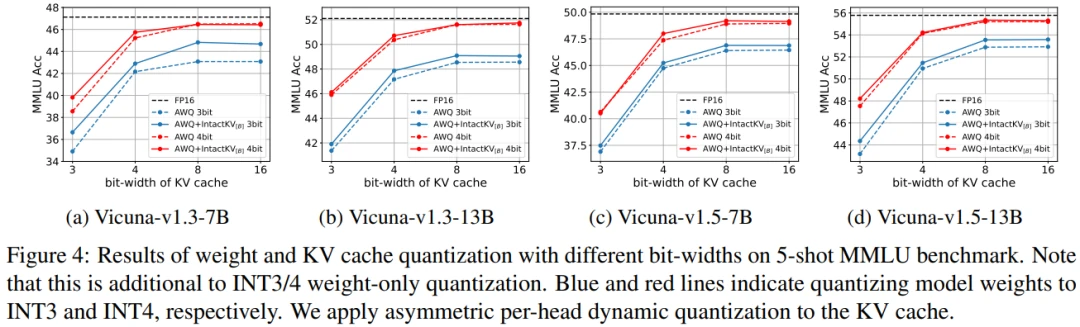 48
46
44
42
40
38
36
34
MMLU Acc
FP16
AWQ 3bit
AWQ+IntactKV[B] 3bit
AWQ 4bit
AWQ+IntactKV[B] 4bit
3 4 8 16
bit-width of KV cache
(a) Vicuna-v1.3-7B
52
50
48
46
44
42
MMLU Acc
FP16
AWQ 3bit
AWQ+IntactKV[B] 3bit
AWQ 4bit
AWQ+IntactKV[B] 4bit
3 4 8 16
bit-width of KV cache
(b) Vicuna-v1.3-13B
50.0
47.5
45.0
42.5
40.0
37.5
MMLU Acc
FP16
AWQ 3bit
AWQ+IntactKV[B] 3bit
AWQ 4bit
AWQ+IntactKV[B] 4bit
3 4 8 16
bit-width of KV cache
(c) Vicuna-v1.5-7B
56
54
52
50
48
46
44
MMLU Acc
FP16
AWQ 3bit
AWQ+IntactKV[B] 3bit
AWQ 4bit
AWQ+IntactKV[B] 4bit
3 4 8 16
bit-width of KV cache
(d) Vicuna-v1.5-13B
Figure 4: Results of weight and KV cache quantization with different bit-widths on 5-shot MMLU benchmark. Note
that this is additional to INT3/4 weight-only quantization. Blue and red lines indicate quantizing model weights to
INT3 and INT4, respectively. We apply asymmetric per-head dynamic quantization to the KV cache.